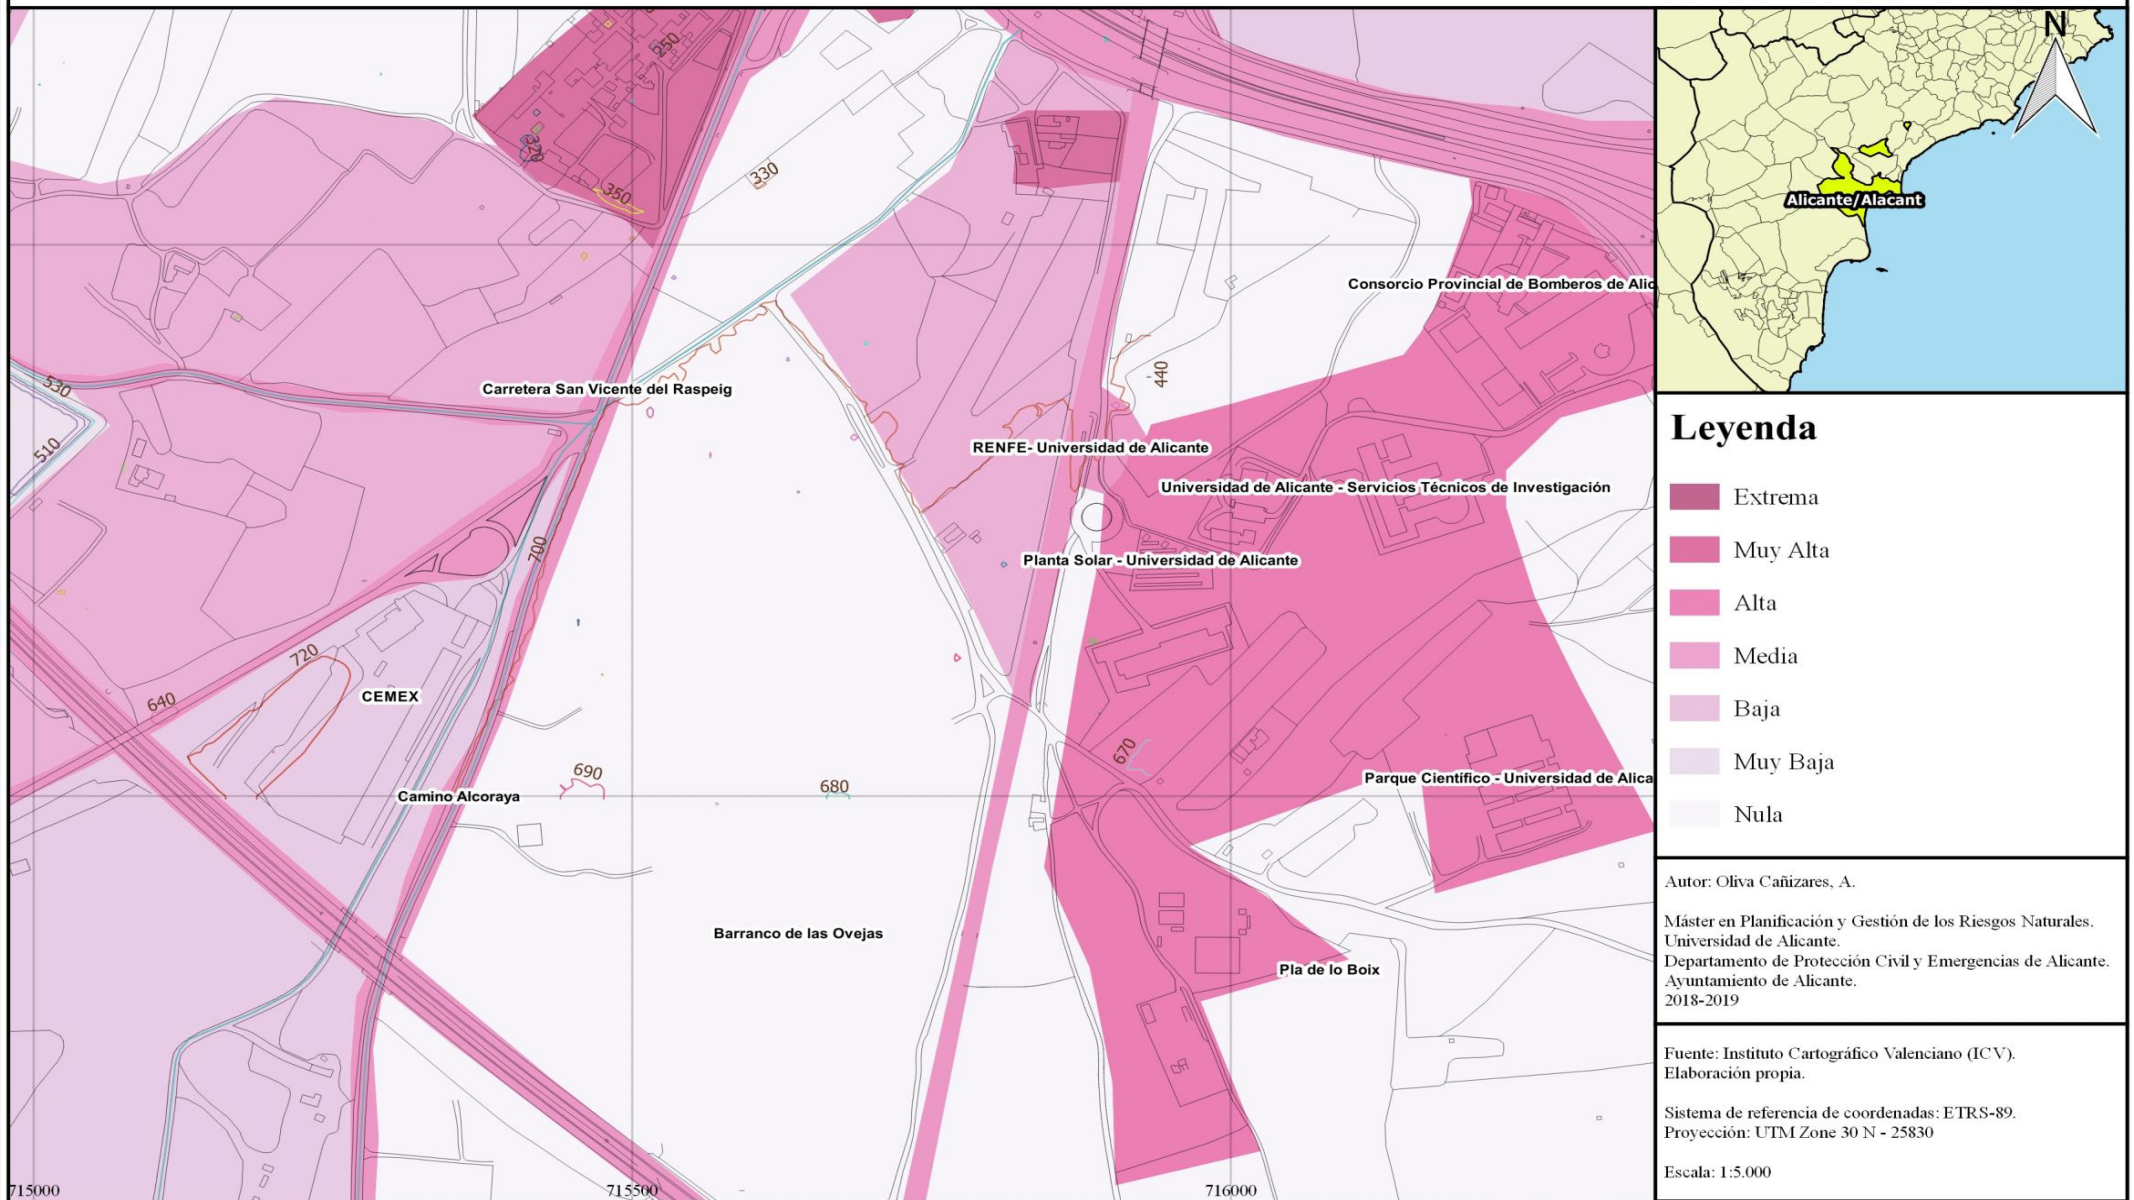 250
320
350
330
Consorcio Provincial de Bomberos de Alic
530
510
Carretera San Vicente del Raspeig
440
RENFE- Universidad de Alicante
Universidad de Alicante - Servicios Técnicos de Investigación
700
Planta Solar - Universidad de Alicante
720
640
CEMEX
670
690
680
Parque Científico - Universidad de Alica
Camino Alcoraya
Barranco de las Ovejas
Pla de lo Boix
715000
715500
716000
N
Alicante/Alacant
Leyenda
Extrema
Muy Alta
Alta
Media
Baja
Muy Baja
Nula
Autor: Oliva Cañizares, A.
Máster en Planificación y Gestión de los Riesgos Naturales.
Universidad de Alicante.
Departamento de Protección Civil y Emergencias de Alicante.
Ayuntamiento de Alicante.
2018-2019
Fuente: Instituto Cartográfico Valenciano (ICV).
Elaboración propia.
Sistema de referencia de coordenadas: ETRS-89.
Proyección: UTM Zone 30 N - 25830
Escala: 1:5.000